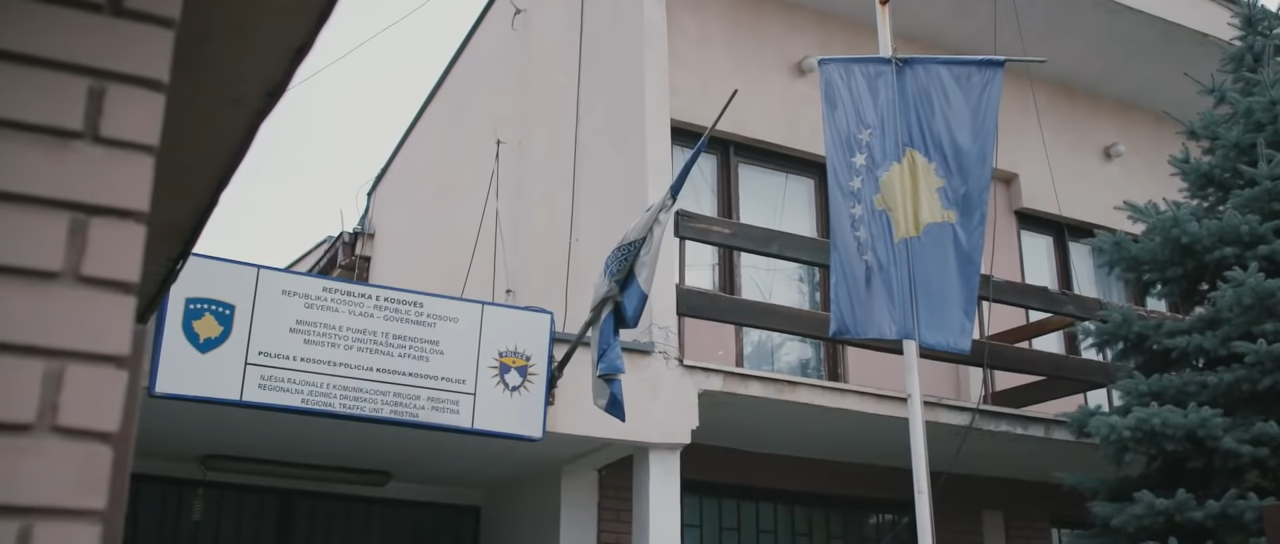 REPUBLIKA E KOSOVËS
REPUBLIKA KOSOVO – REPUBLIC OF KOSOVO
QEVERIA – VLADA – GOVERNMENT
MINISTRIA E PUNËVE TË BRENDSHME
MINISTARSTVO UNUTRAŠNJIH POSLOVA
MINISTRY OF INTERNAL AFFAIRS
POLICIA E KOSOVËS/POLICIJA KOSOVA/KOSOVO POLICE
NJËSIA RAJONALE E KOMUNIKACIONIT RRUGOR - PRISHTINË
REGIONALNA JEDINICA DRUMSKOG SAOBRAĆAJA - PRIŠTINA
REGIONAL TRAFFIC UNIT - PRISTINA
POLICE
KOSOVO